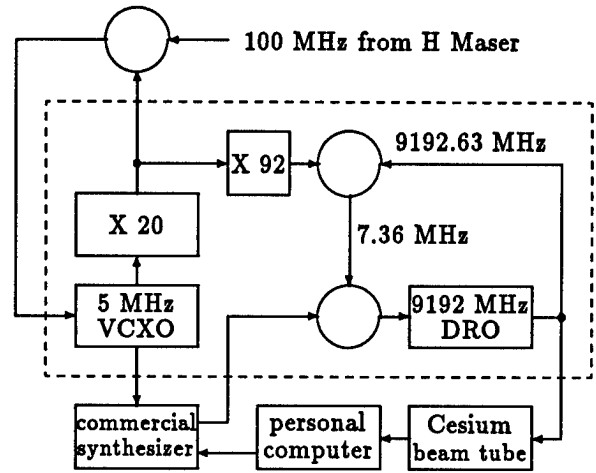 100 MHz from H Maser
9192.63 MHz
X 92
X 20
7.36 MHz
5 MHz
VCXO
9192 MHz
DRO
commercial
synthesizer
personal
computer
Cesium
beam tube